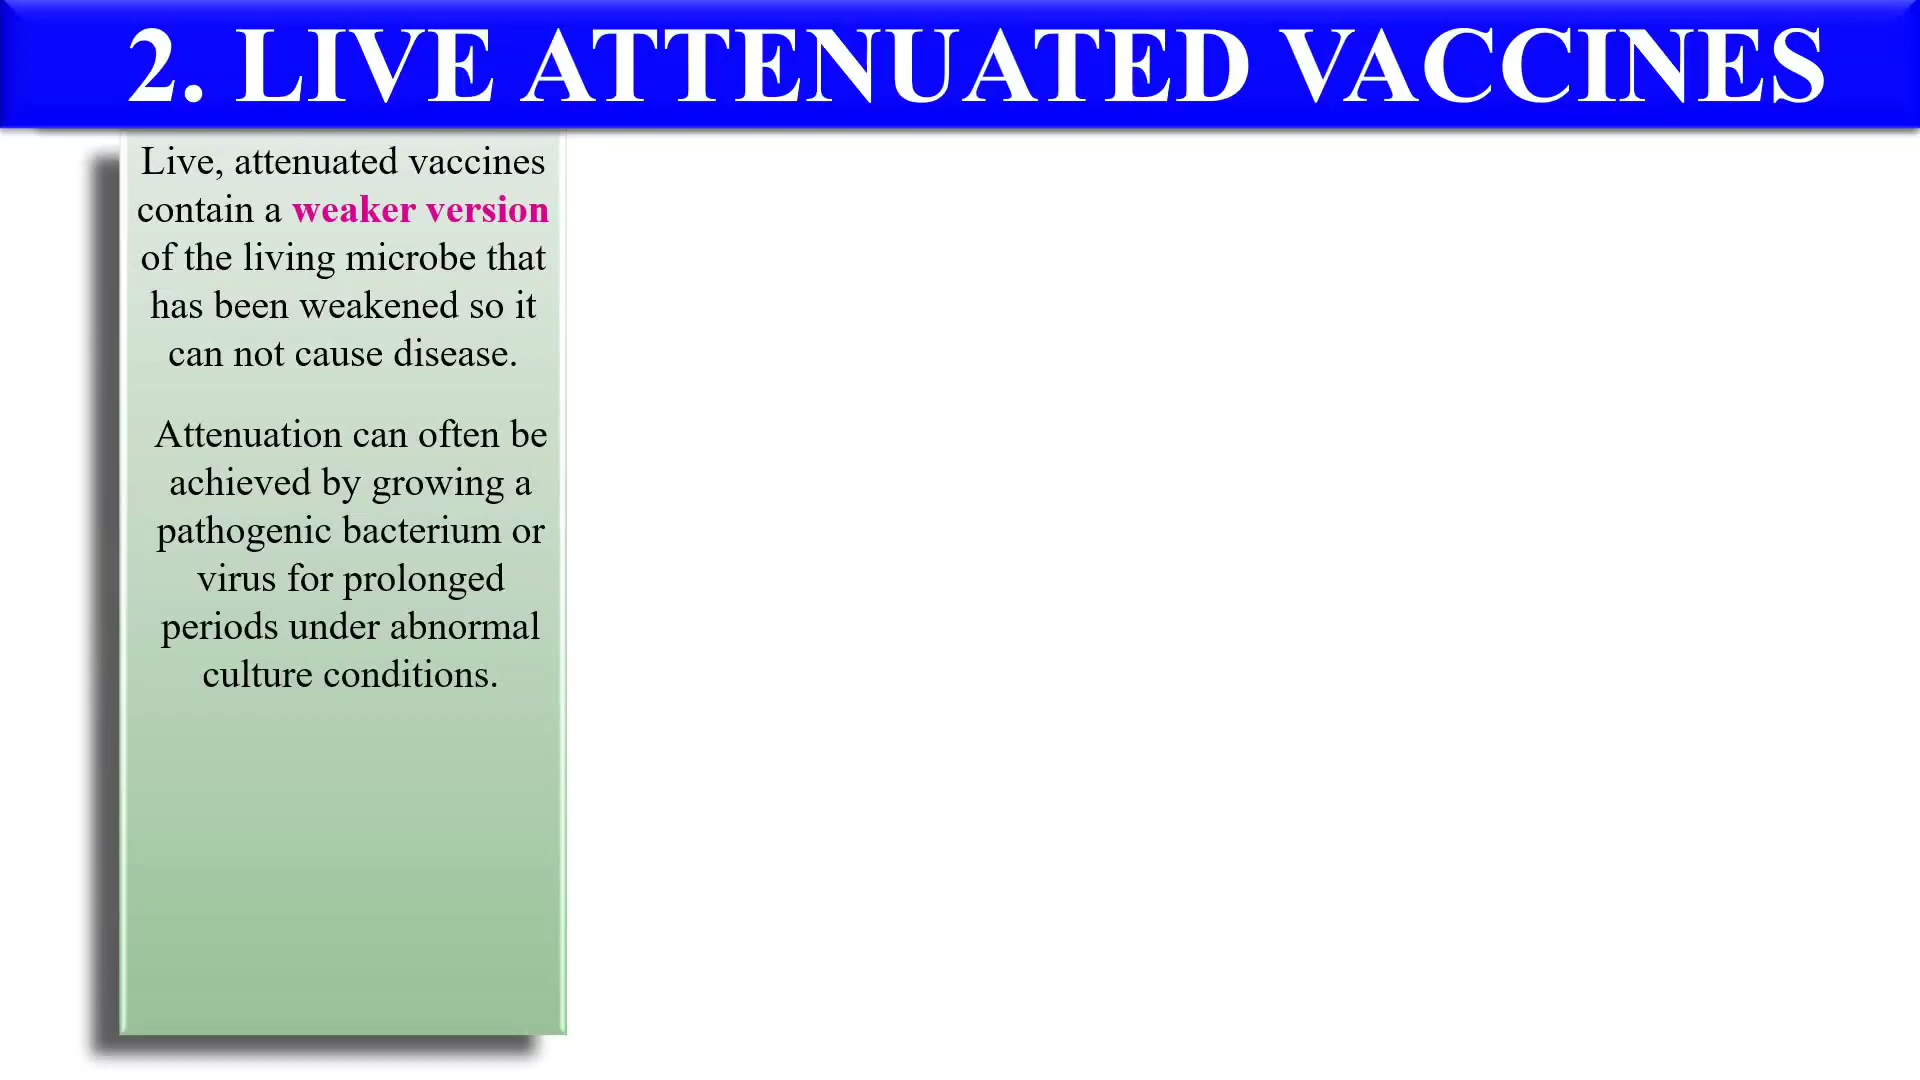 2. LIVE ATTENUATED VACCINES
Live, attenuated vaccines
contain a weaker version
of the living microbe that
has been weakened so it
can not cause disease.
Attenuation can often be
achieved by growing a
pathogenic bacterium or
virus for prolonged
periods under abnormal
culture conditions.